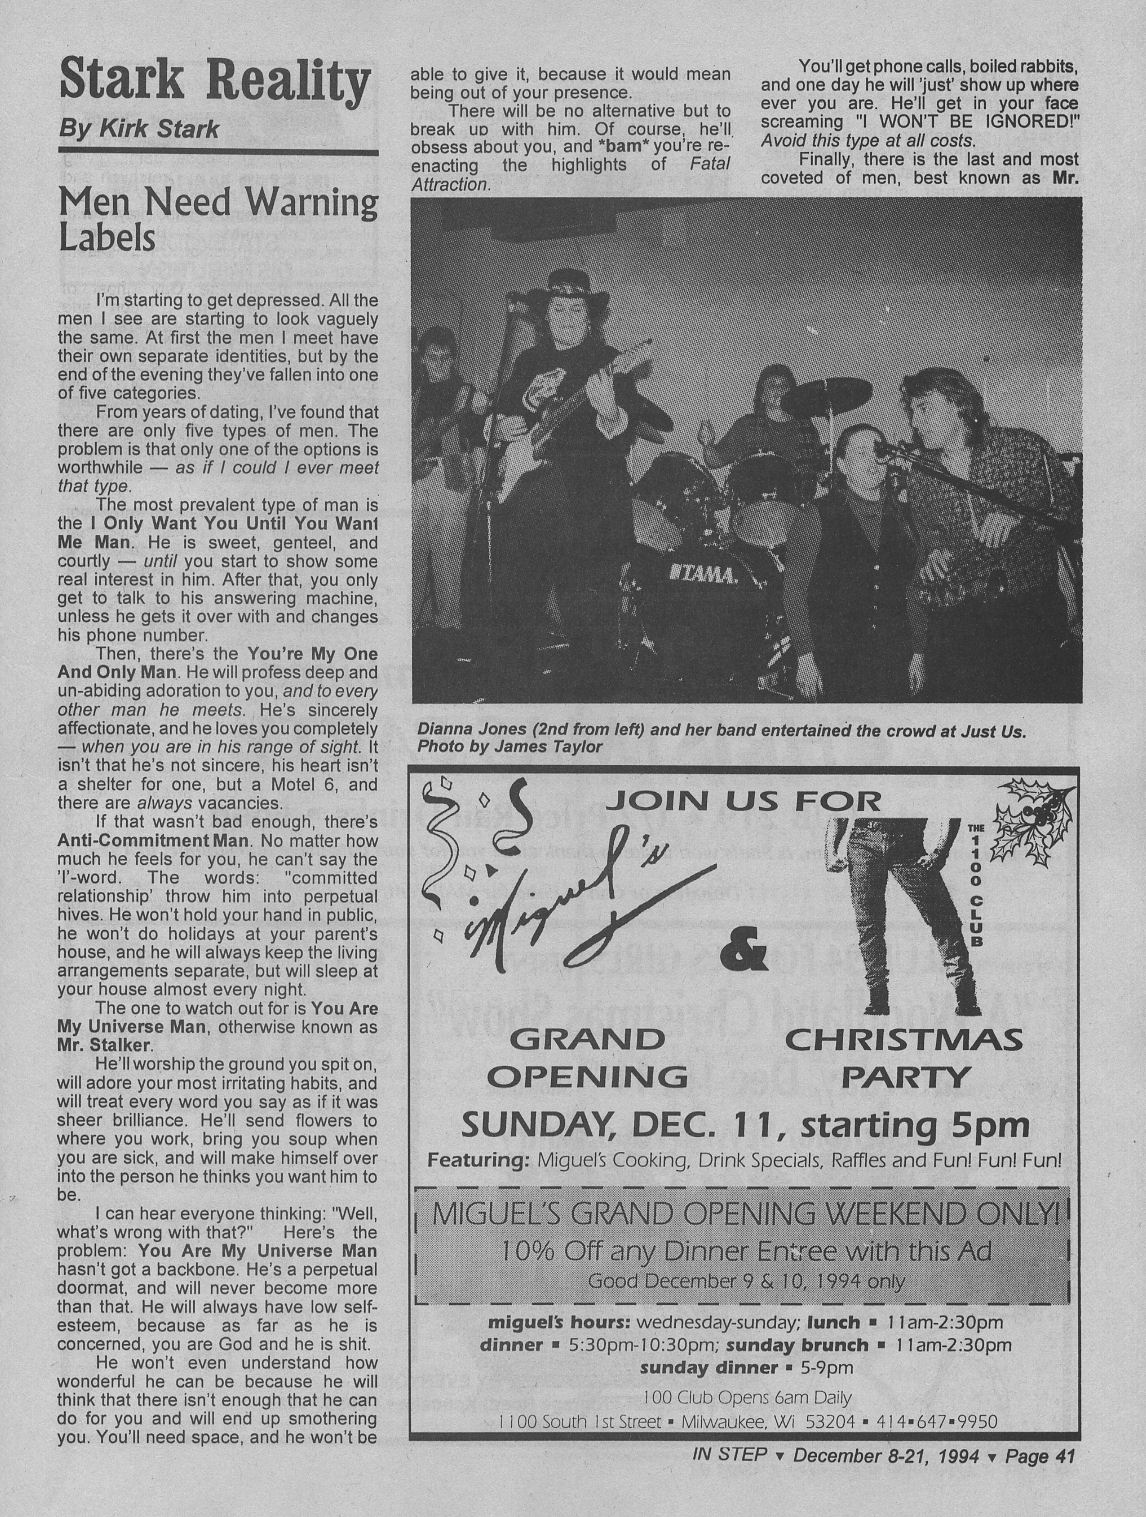 Stark Reality
By Kirk Stark
Men Need Warning
Labels
I'm starting to get depressed. All the
men I see are starting to look vaguely
the same. At first the men I meet have
their own separate identities, but by the
end of the evening they've fallen into one
of five categories.
From years of dating, I've found that
there are only five types of men. The
problem is that only one of the options is
worthwhile — as if I could I ever meet
that type.
The most prevalent type of man is
the I Only Want You Until You Want
Me Man. He is sweet, genteel, and
courtly — until you start to show some
real interest in him. After that, you only
get to talk to his answering machine,
unless he gets it over with and changes
his phone number.
Then, there's the You're My One
And Only Man. He will profess deep and
un-abiding adoration to you, and to every
other man he meets. He's sincerely
affectionate, and he loves you completely
— when you are in his range of sight. It
isn't that he's not sincere, his heart isn't
a shelter for one, but a Motel 6, and
there are always vacancies.
If that wasn't bad enough, there's
Anti-Commitment Man. No matter how
much he feels for you, he can't say the
'l'-word. The words: "committed
relationship' throw him into perpetual
hives. He won't hold your hand in public,
he won't do holidays at your parent's
house, and he will always keep the living
arrangements separate, but will sleep at
your house almost every night.
The one to watch out for is You Are
My Universe Man, otherwise known as
Mr. Stalker.
He'll worship the ground you spit on,
will adore your most irritating habits, and
will treat every word you say as if it was
sheer brilliance. He'll send flowers to
where you work, bring you soup when
you are sick, and will make himself over
into the person he thinks you want him to
be.
I can hear everyone thinking: "Well,
what's wrong with that?" Here's the
problem: You Are My Universe Man
hasn't got a backbone. He's a perpetual
doormat, and will never become more
than that. He will always have low self-
esteem, because as far as he is
concerned, you are God and he is shit.
He won't even understand how
wonderful he can be because he will
think that there isn't enough that he can
do for you and will end up smothering
you. You'll need space, and he won't be
able to give it, because it would mean
being out of your presence.
There will be no alternative but to
break up with him. Of course, he'll
obsess about you, and *bam* you're re-
enacting the highlights of Fatal
Attraction.
You'll get phone calls, boiled rabbits,
and one day he will 'just' show up where
ever you are. He'll get in your face
screaming "I WON'T BE IGNORED!"
Avoid this type at all costs.
Finally, there is the last and most
coveted of men, best known as Mr.
TAMA.
Dianna Jones (2nd from left) and her band entertained the crowd at Just Us.
Photo by James Taylor
JOIN US FOR
Miguel's
&
THE
1100
CLUB
GRAND
OPENING
CHRISTMAS
PARTY
SUNDAY, DEC. 11, starting 5pm
Featuring: Miguel's Cooking, Drink Specials, Raffles and Fun! Fun! Fun!
MIGUEL'S GRAND OPENING WEEKEND ONLY!
10% Off any Dinner Entree with this Ad
Good December 9 & 10, 1994 only
miguel's hours: wednesday-sunday; lunch ▪ 11am-2:30pm
dinner ▪ 5:30pm-10:30pm; sunday brunch ▪ 11am-2:30pm
sunday dinner ▪ 5-9pm
100 Club Opens 6am Daily
1100 South 1st Street ▪ Milwaukee, Wi 53204 ▪ 414▪647▪9950
IN STEP ▾ December 8-21, 1994 ▾ Page 41